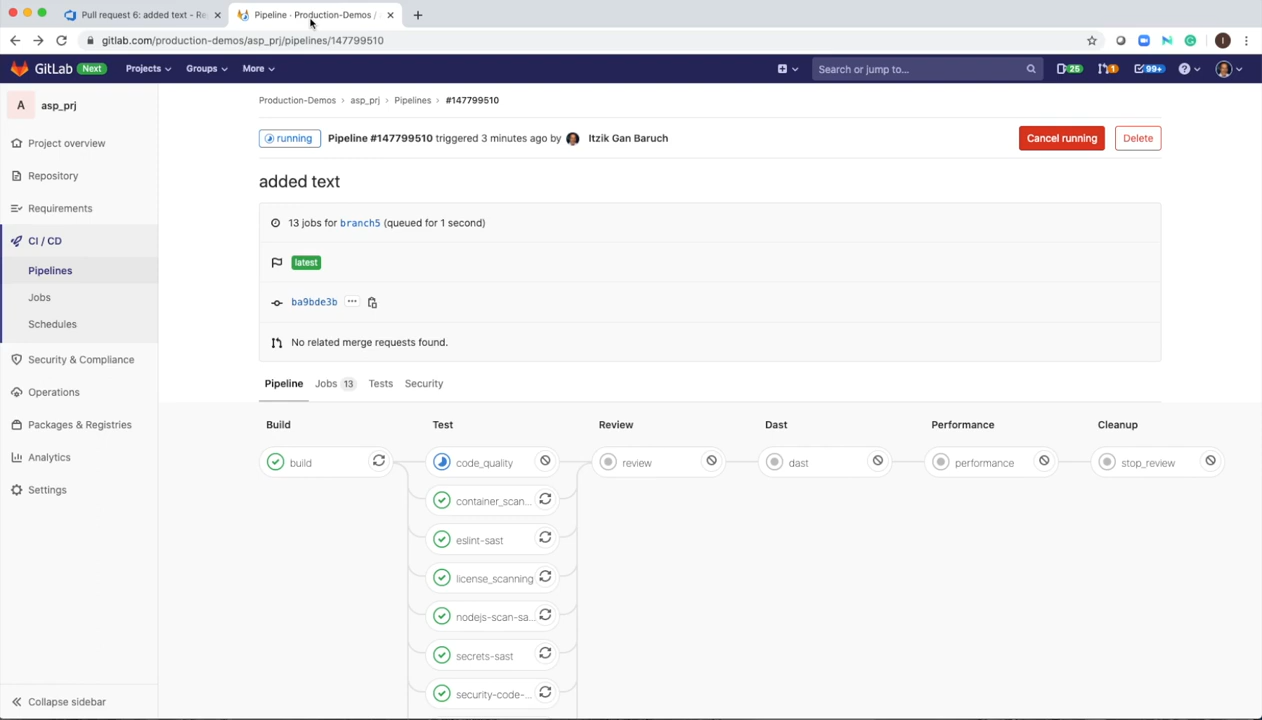 Pull request 6: added text - Re
Pipeline · Production-Demos /
gitlab.com/production-demos/asp_prj/pipelines/147799510
I
GitLab Next Projects Groups More Search or jump to... 26 1 99+
A asp_prj
Project overview
Repository
Requirements
CI / CD
Pipelines
Jobs
Schedules
Security & Compliance
Operations
Packages & Registries
Analytics
Settings
Collapse sidebar
Production-Demos › asp_prj › Pipelines › #147799510
running Pipeline #147799510 triggered 3 minutes ago by Itzik Gan Baruch Cancel running Delete
added text
13 jobs for branch5 (queued for 1 second)
latest
ba9bde3b ...
No related merge requests found.
Pipeline Jobs 13 Tests Security
Build Test Review Dast Performance Cleanup
build code_quality review dast performance stop_review
container_scan...
eslint-sast
license_scanning
nodejs-scan-sa...
secrets-sast
security-code-...